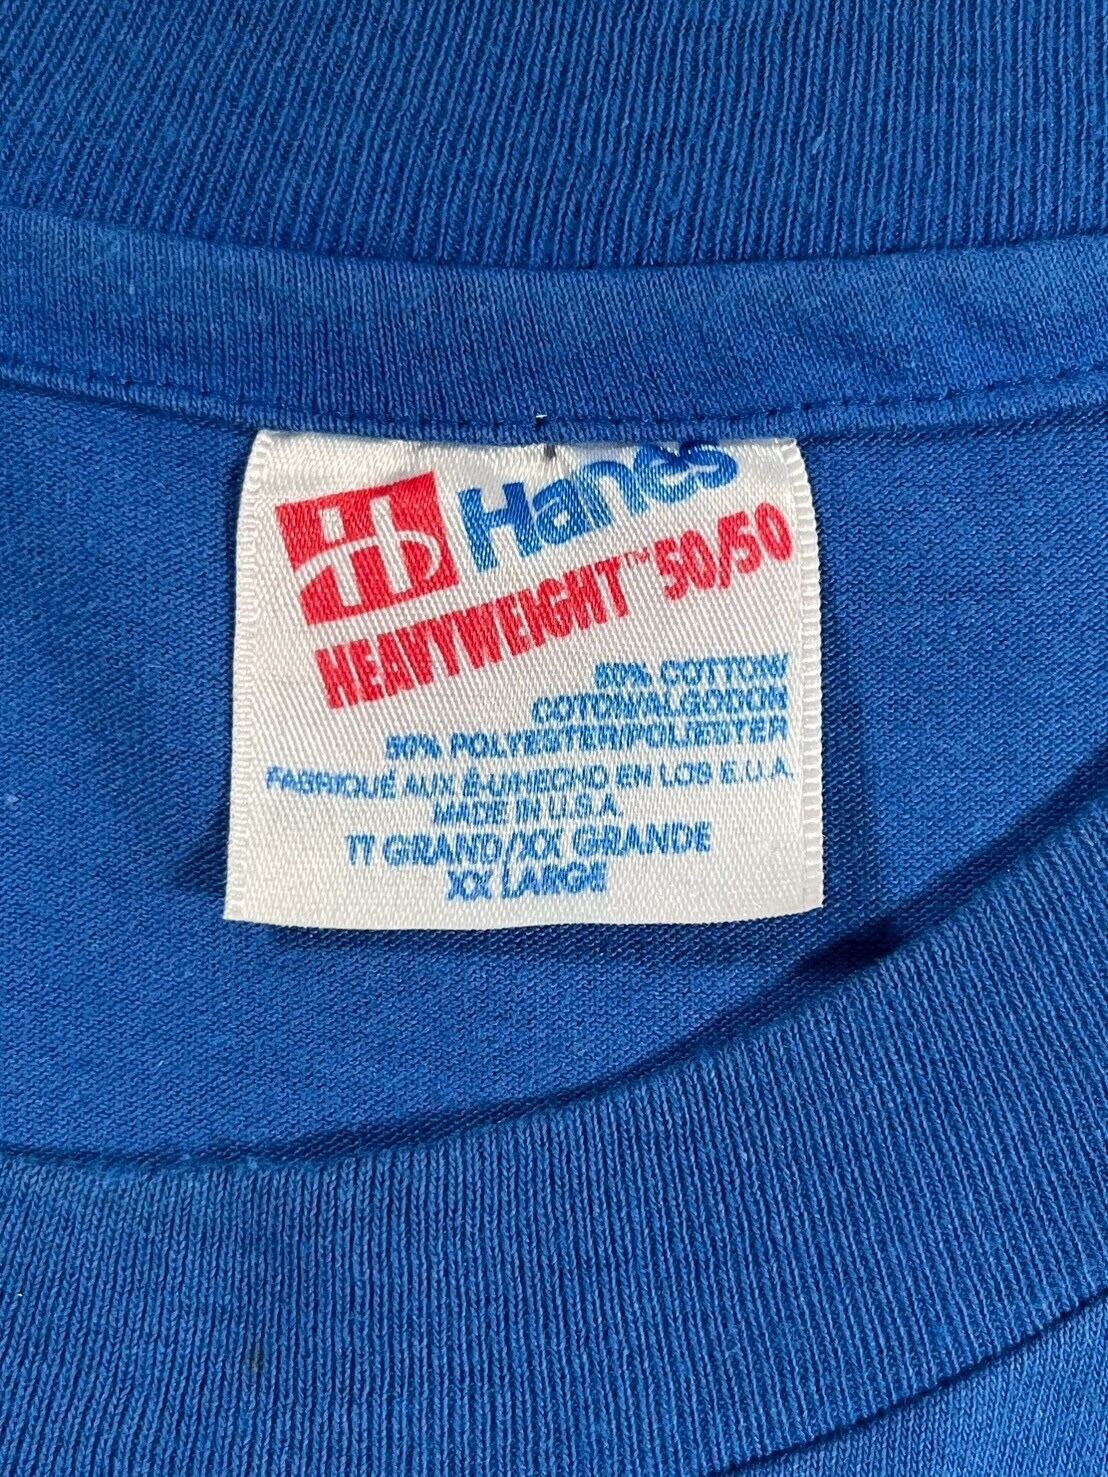 Hanes
HEAVYWEIGHT™ 50/50
50% COTTON/
COTON/ALGODON
50% POLYESTER/POLIESTER
FABRIQUÉ AUX É-U/HECHO EN LOS E.U.A.
MADE IN U.S.A.
TT GRAND/XX GRANDE
XX LARGE